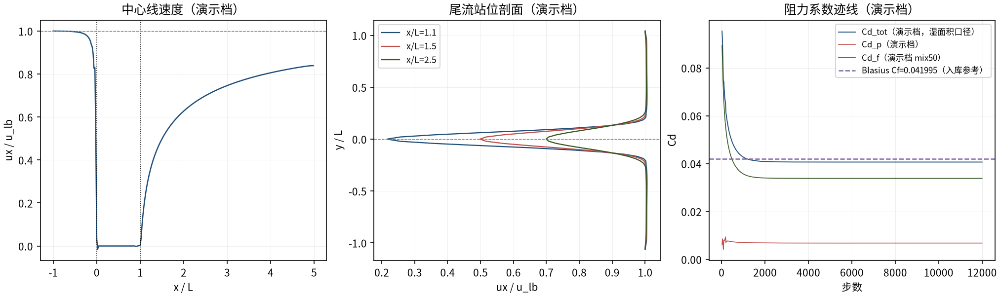 中心线速度（演示档）
ux / u_lb
1.0
0.8
0.6
0.4
0.2
0.0
-1
0
1
2
3
4
5
x / L
尾流站位剖面（演示档）
x/L=1.1
x/L=1.5
x/L=2.5
y / L
1.0
0.5
0.0
-0.5
-1.0
0.2
0.3
0.4
0.5
0.6
0.7
0.8
0.9
1.0
ux / u_lb
阻力系数迹线（演示档）
Cd_tot（演示档，湿面积口径）
Cd_p（演示档）
Cd_f（演示档 mix50）
Blasius Cf=0.041995（入库参考）
Cd
0.08
0.06
0.04
0.02
0.00
0
2000
4000
6000
8000
10000
12000
步数